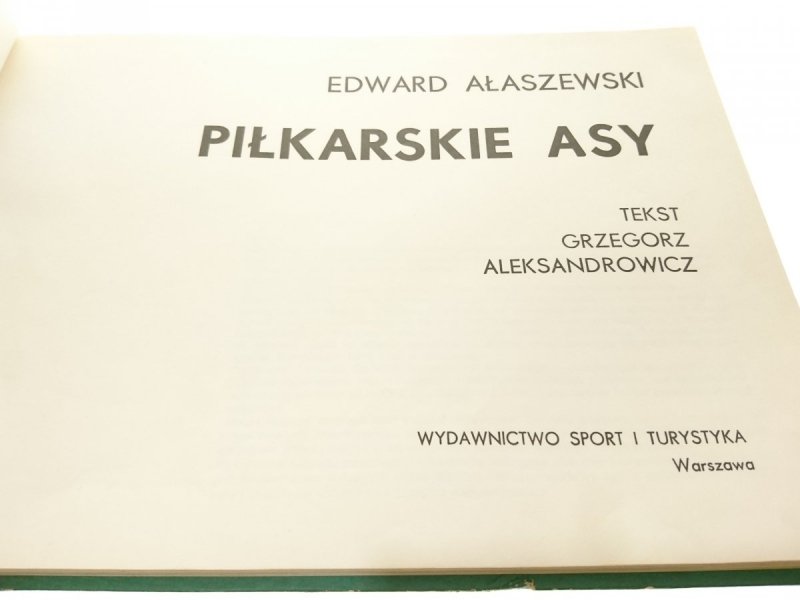 EDWARD AŁASZEWSKI
PIŁKARSKIE ASY
TEKST
GRZEGORZ
ALEKSANDROWICZ
WYDAWNICTWO SPORT I TURYSTYKA
Warszawa